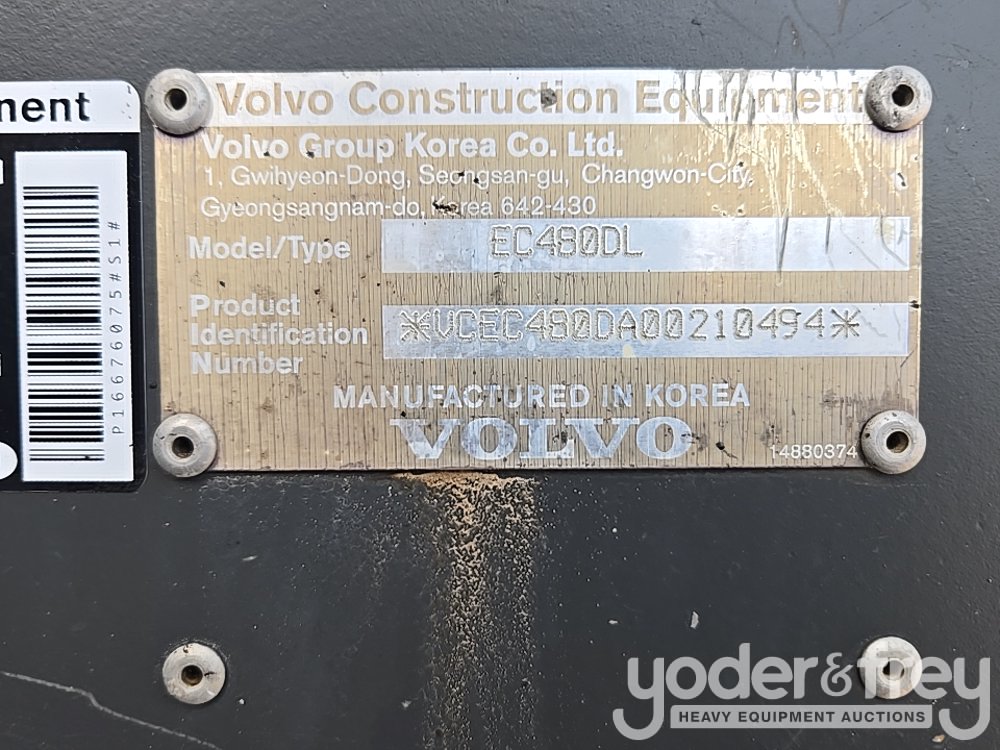 ment
P16676075#S1#
Volvo Construction Equipment
Volvo Group Korea Co. Ltd.
1, Gwihyeon-Dong, Seongsan-gu, Changwon-City,
Gyeongsangnam-do, Korea 642-430
Model/Type EC480DL
Product
Identification
Number
*VCEC480DA00210494*
MANUFACTURED IN KOREA
VOLVO
14880374
yoder&frey
HEAVY EQUIPMENT AUCTIONS